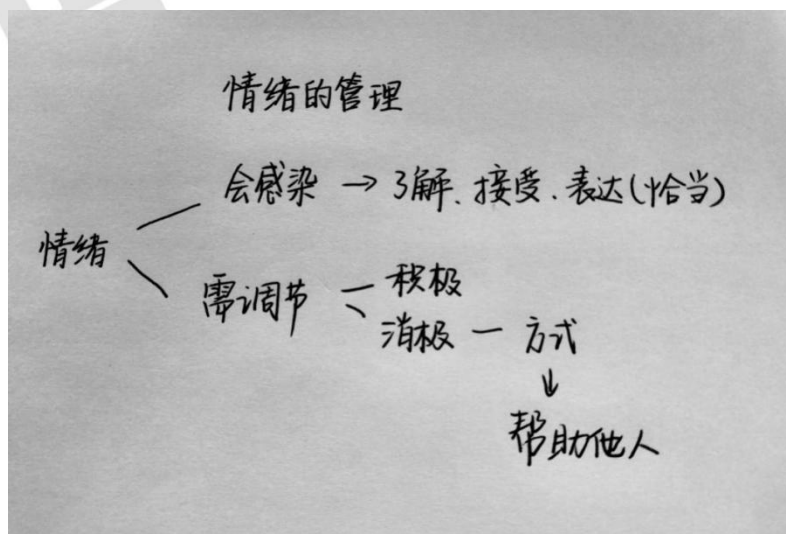 情绪的管理
会感染 → 了解、接受、表达(恰当)
情绪
需调节 — 积极
消极 — 方式
↓
帮助他人